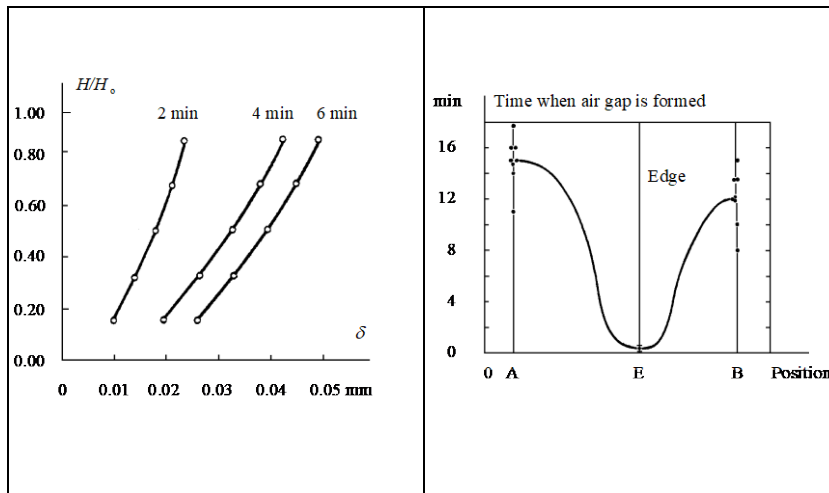 H/H₀
1.00
2 min
4 min
6 min
0.80
0.60
0.40
0.20
δ
0.00
0
0.01
0.02
0.03
0.04
0.05 mm
min
Time when air gap is formed
16
Edge
12
8
4
0
0
A
E
B
Position